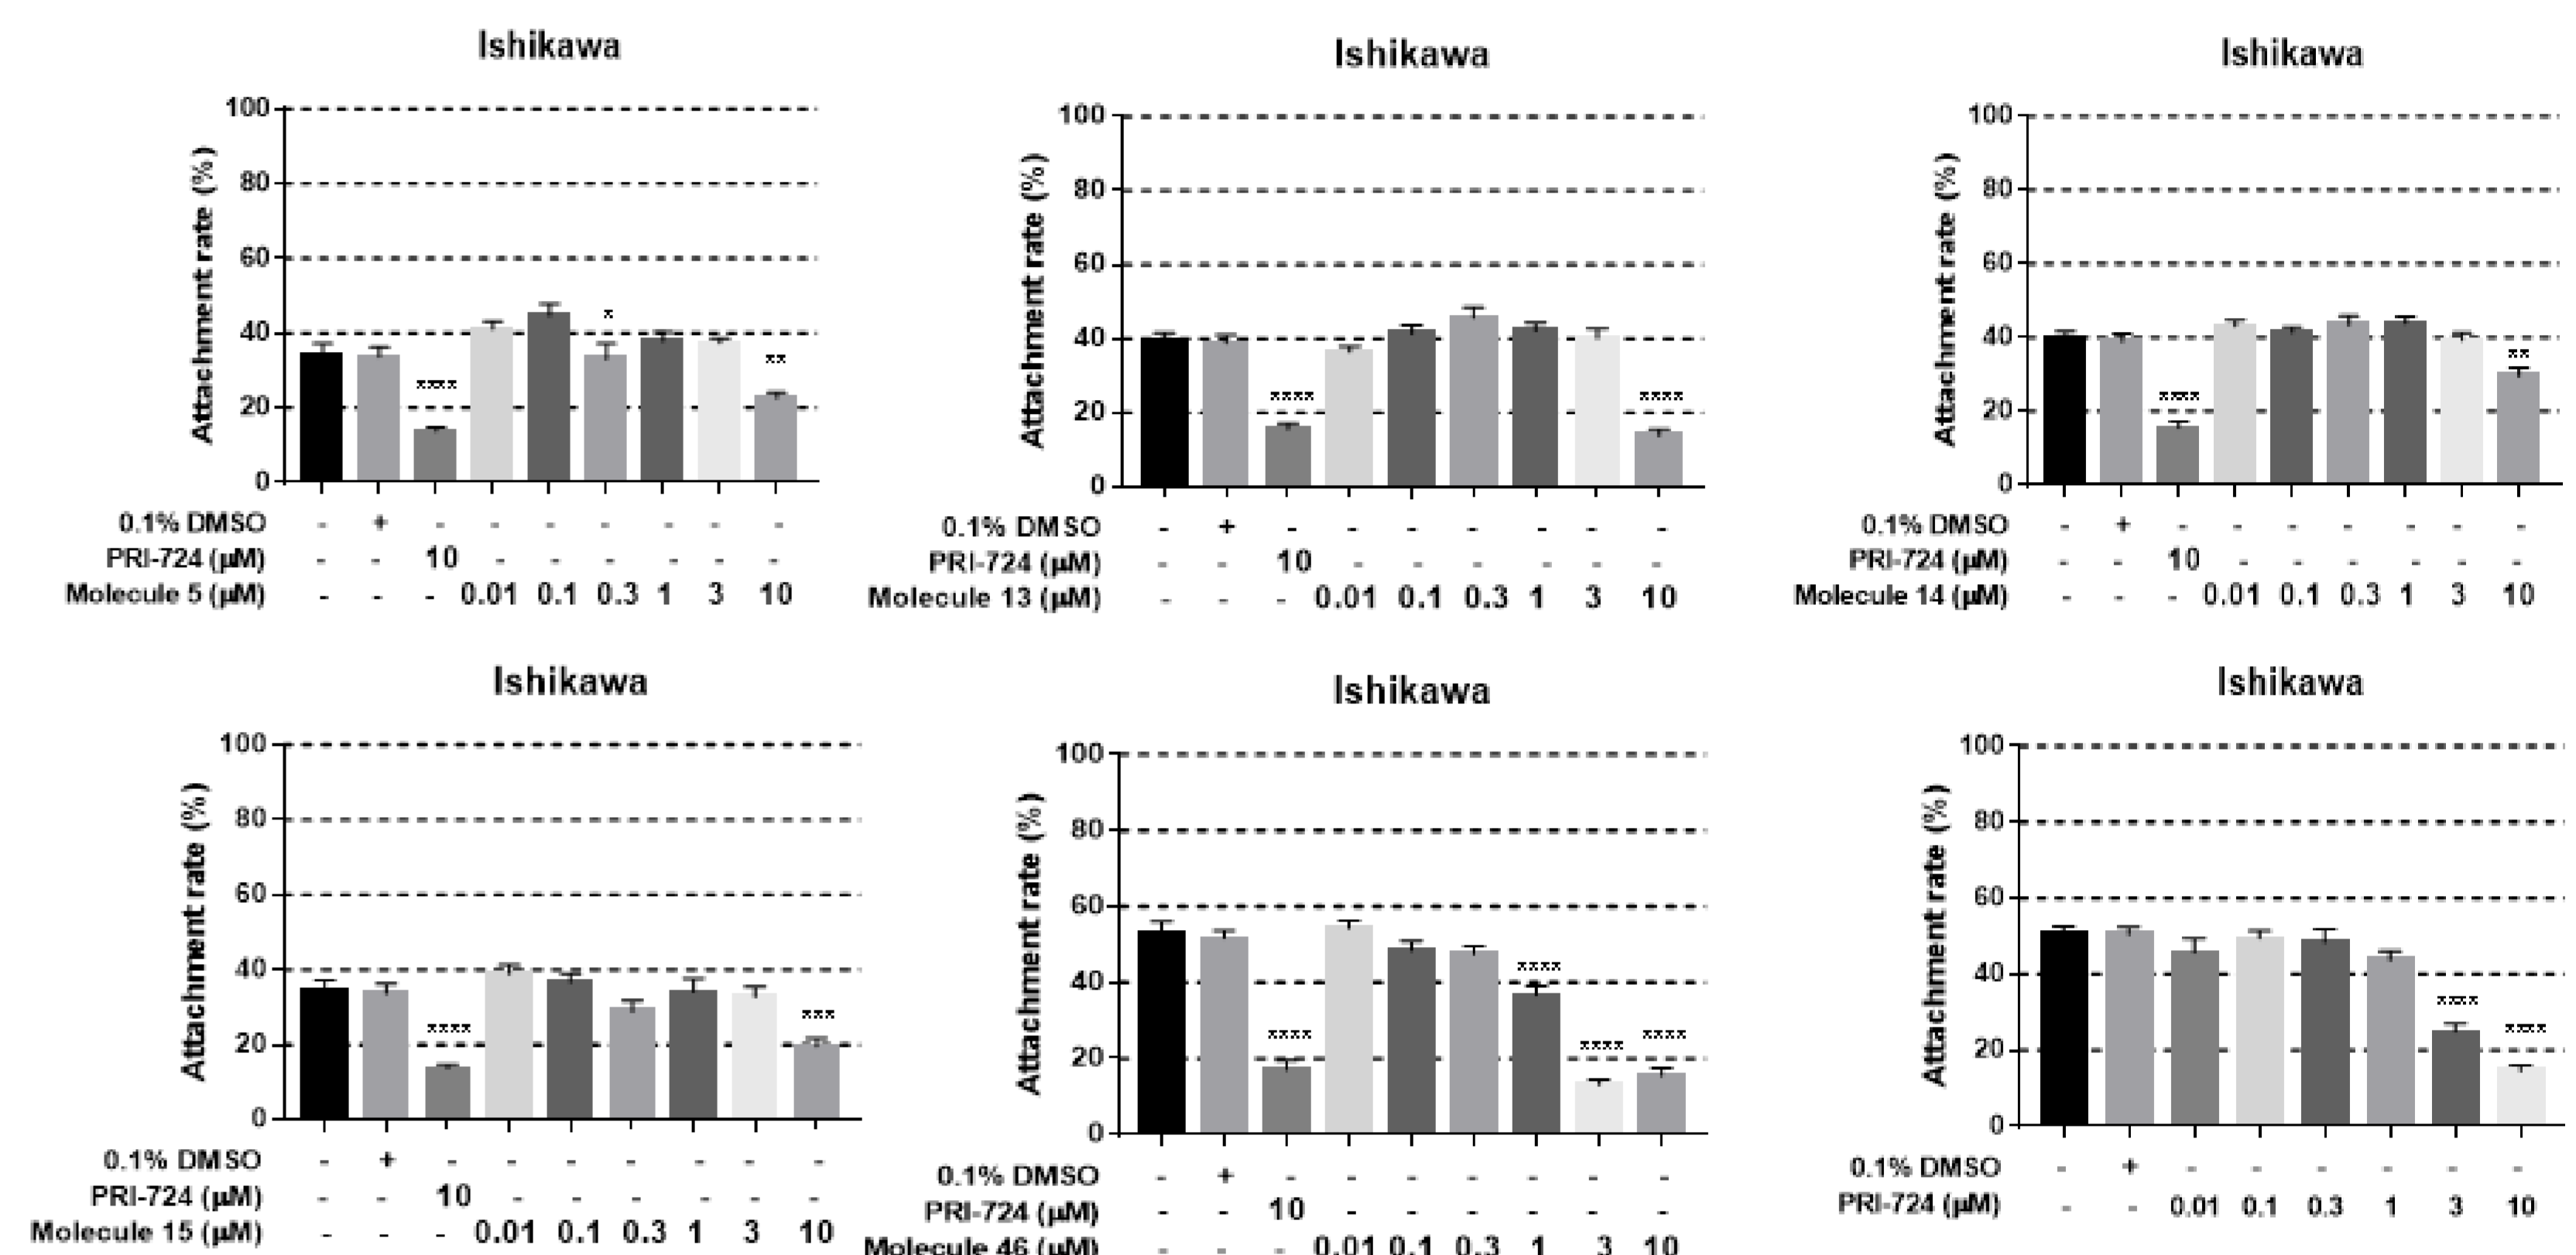 Ishikawa
Attachment rate (%)
100
80
60
40
20
0
*
**
****
0.1% DMSO - + - - - - - - -
PRI-724 (µM) - - 10 - - - - - -
Molecule 5 (µM) - - - 0.01 0.1 0.3 1 3 10
Ishikawa
Attachment rate (%)
100
80
60
40
20
0
**** ****
0.1% DMSO - + - - - - - - -
PRI-724 (µM) - - 10 - - - - - -
Molecule 13 (µM) - - - 0.01 0.1 0.3 1 3 10
Ishikawa
Attachment rate (%)
100
80
60
40
20
0
**
****
0.1% DMSO - + - - - - - - -
PRI-724 (µM) - - 10 - - - - - -
Molecule 14 (µM) - - - 0.01 0.1 0.3 1 3 10
Ishikawa
Attachment rate (%)
100
80
60
40
20
0
**** ***
0.1% DMSO - + - - - - - - -
PRI-724 (µM) - - 10 - - - - - -
Molecule 15 (µM) - - - 0.01 0.1 0.3 1 3 10
Ishikawa
Attachment rate (%)
100
80
60
40
20
0
****
**** **** ****
0.1% DMSO - + - - - - - - -
PRI-724 (µM) - - 10 - - - - - -
Molecule 46 (µM) - - - 0.01 0.1 0.3 1 3 10
Ishikawa
Attachment rate (%)
100
80
60
40
20
0
**** ****
0.1% DMSO - + - - - - - -
PRI-724 (µM) - - 0.01 0.1 0.3 1 3 10